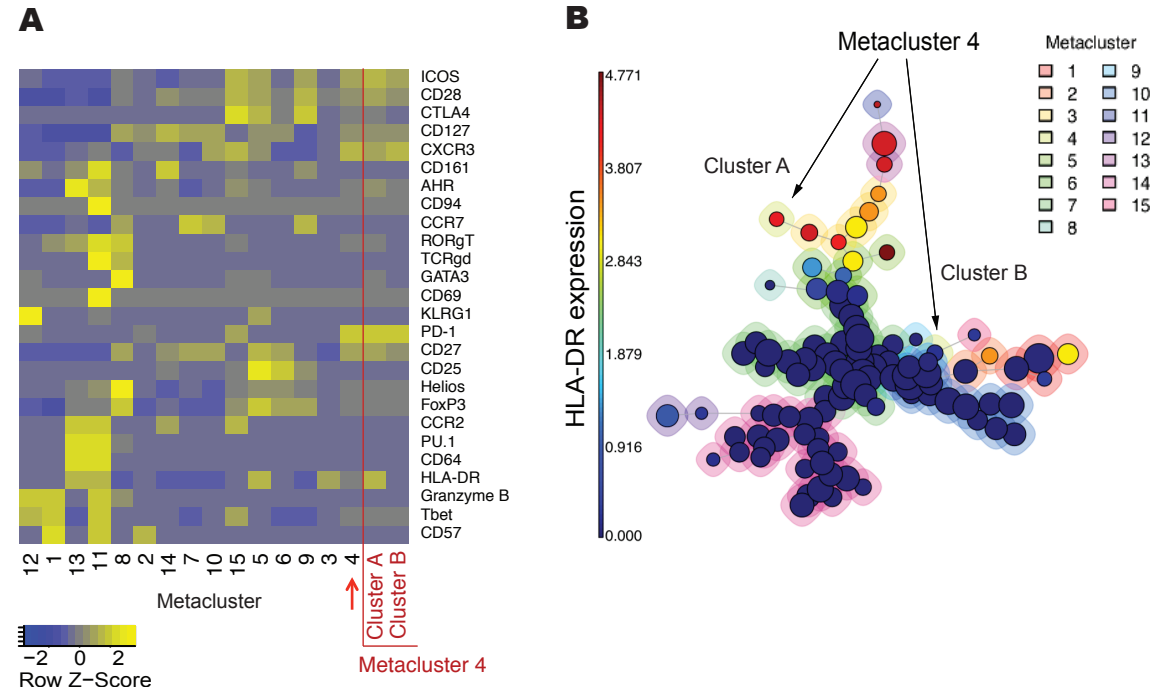 A
ICOS
CD28
CTLA4
CD127
CXCR3
CD161
AHR
CD94
CCR7
RORgT
TCRgd
GATA3
CD69
KLRG1
PD-1
CD27
CD25
Helios
FoxP3
CCR2
PU.1
CD64
HLA-DR
Granzyme B
Tbet
CD57
12 1 13 11 8 2 14 7 10 15 5 6 9 3 4 Cluster A Cluster B
Metacluster
Metacluster 4
−2 0 2
Row Z−Score
B
Metacluster 4
Cluster A
Cluster B
HLA-DR expression
4.771
3.807
2.843
1.879
0.916
0.000
Metacluster
1 9
2 10
3 11
4 12
5 13
6 14
7 15
8